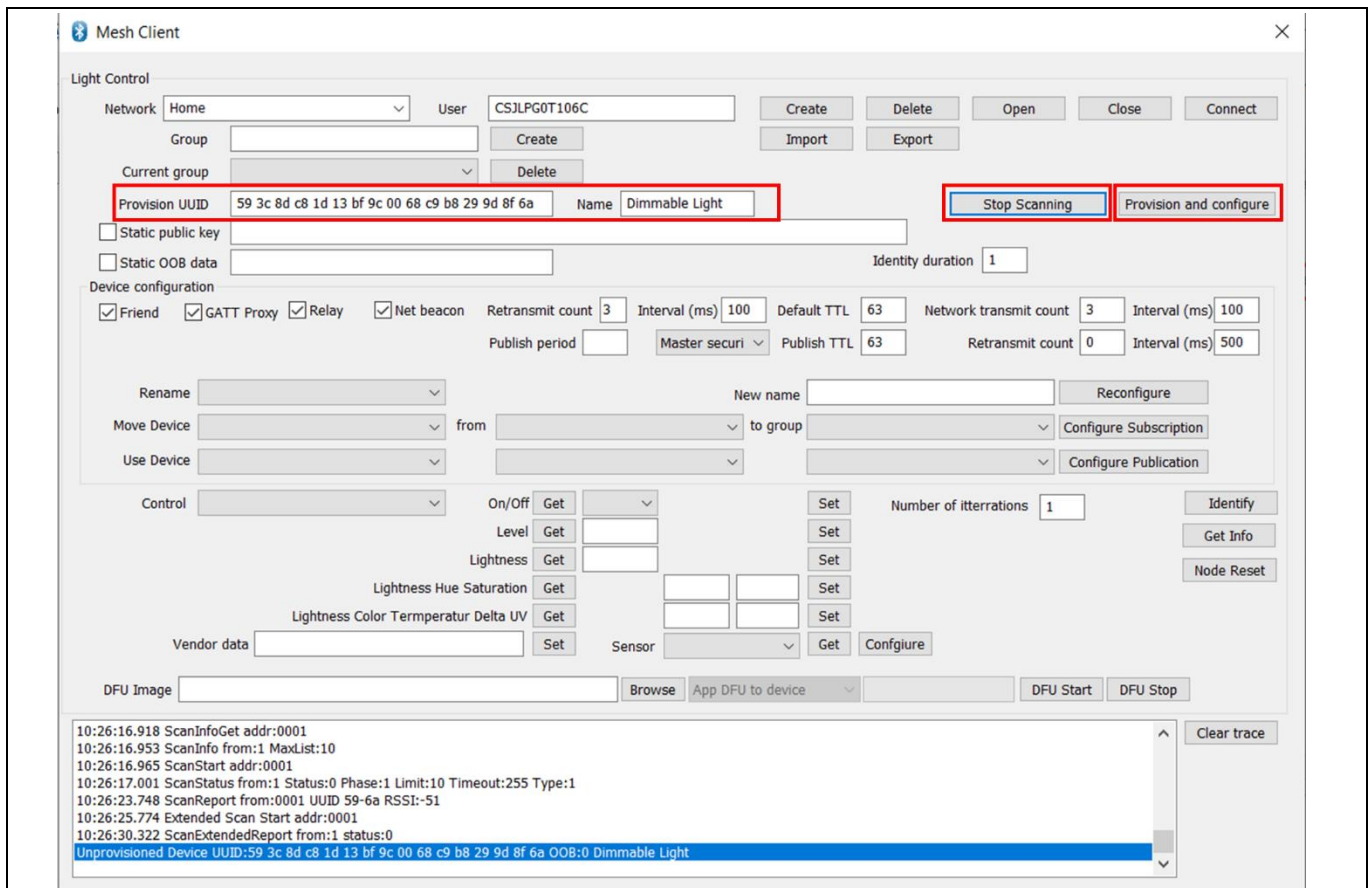 Mesh Client
Light Control
Network Home User CSJLPG0T106C Create Delete Open Close Connect
Group Create Import Export
Current group Delete
Provision UUID 59 3c 8d c8 1d 13 bf 9c 00 68 c9 b8 29 9d 8f 6a Name Dimmable Light Stop Scanning Provision and configure
Static public key
Static OOB data Identity duration 1
Device configuration
Friend GATT Proxy Relay Net beacon Retransmit count 3 Interval (ms) 100 Default TTL 63 Network transmit count 3 Interval (ms) 100
Publish period Master securi Publish TTL 63 Retransmit count 0 Interval (ms) 500
Rename New name Reconfigure
Move Device from to group Configure Subscription
Use Device Configure Publication
Control On/Off Get Set Number of itterrations 1 Identify
Level Get Set Get Info
Lightness Get Set Node Reset
Lightness Hue Saturation Get Set
Lightness Color Termperatur Delta UV Get Set
Vendor data Set Sensor Get Confgiure
DFU Image Browse App DFU to device DFU Start DFU Stop
10:26:16.918 ScanInfoGet addr:0001 Clear trace
10:26:16.953 ScanInfo from:1 MaxList:10
10:26:16.965 ScanStart addr:0001
10:26:17.001 ScanStatus from:1 Status:0 Phase:1 Limit:10 Timeout:255 Type:1
10:26:23.748 ScanReport from:0001 UUID 59-6a RSSI:-51
10:26:25.774 Extended Scan Start addr:0001
10:26:30.322 ScanExtendedReport from:1 status:0
Unprovisioned Device UUID:59 3c 8d c8 1d 13 bf 9c 00 68 c9 b8 29 9d 8f 6a OOB:0 Dimmable Light